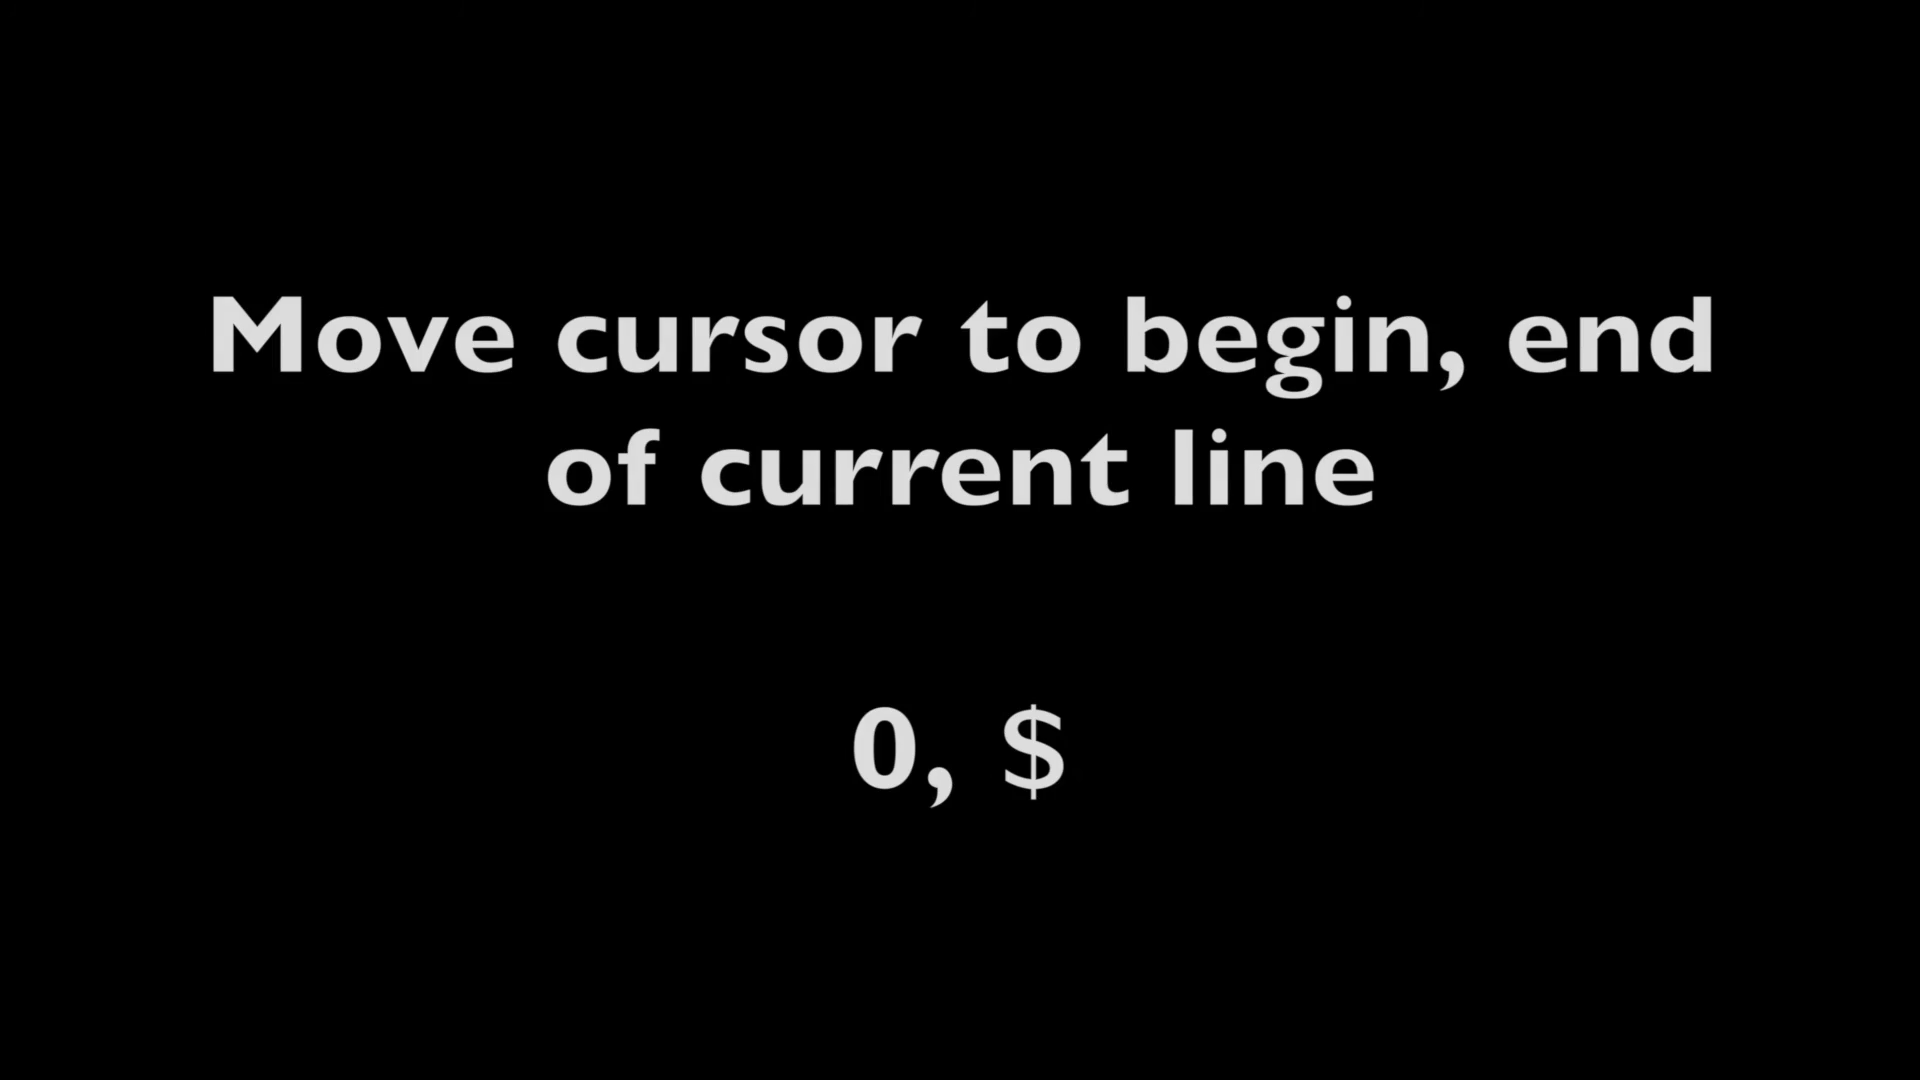 Move cursor to begin, end
of current line
0, $